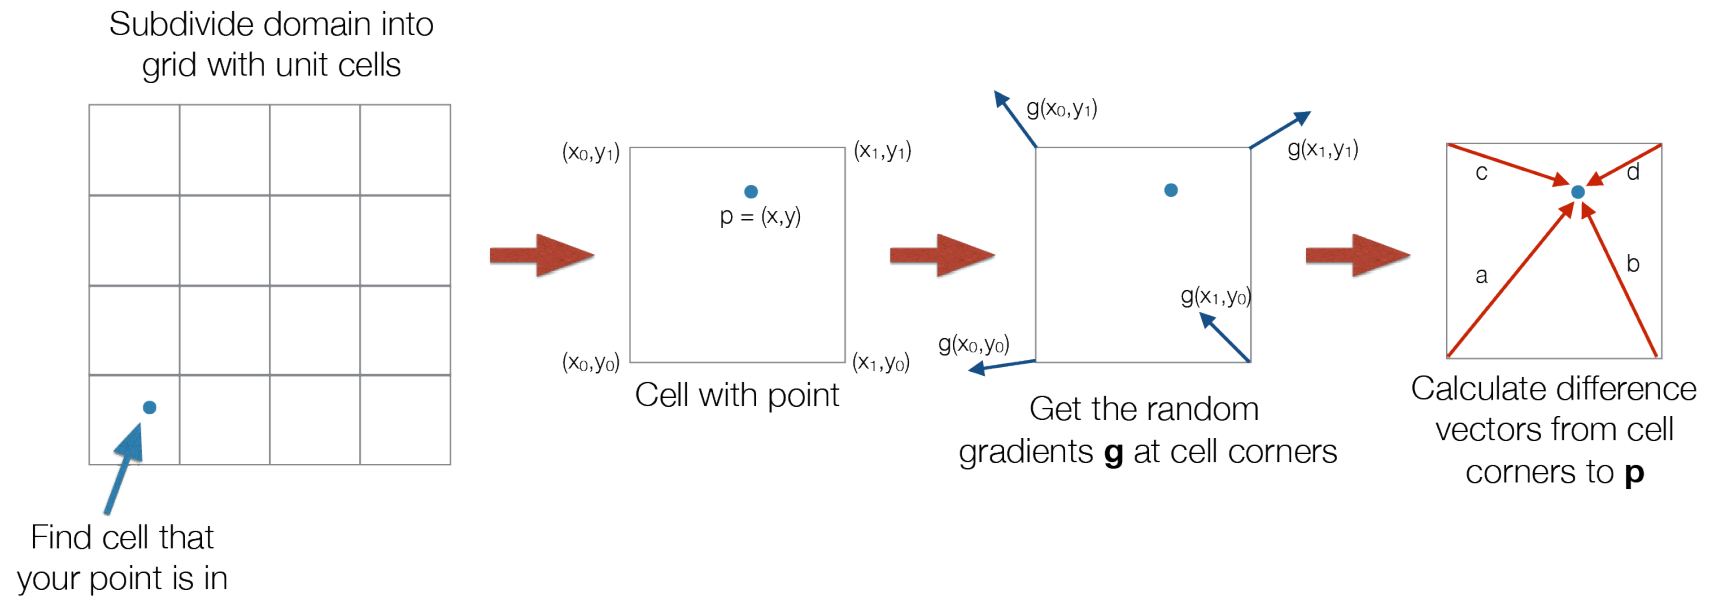 Subdivide domain into
grid with unit cells
Find cell that
your point is in
(x₀,y₁)
(x₁,y₁)
p = (x,y)
(x₀,y₀)
(x₁,y₀)
Cell with point
g(x₀,y₁)
g(x₁,y₁)
g(x₁,y₀)
g(x₀,y₀)
Get the random
gradients g at cell corners
c
d
a
b
Calculate difference
vectors from cell
corners to p